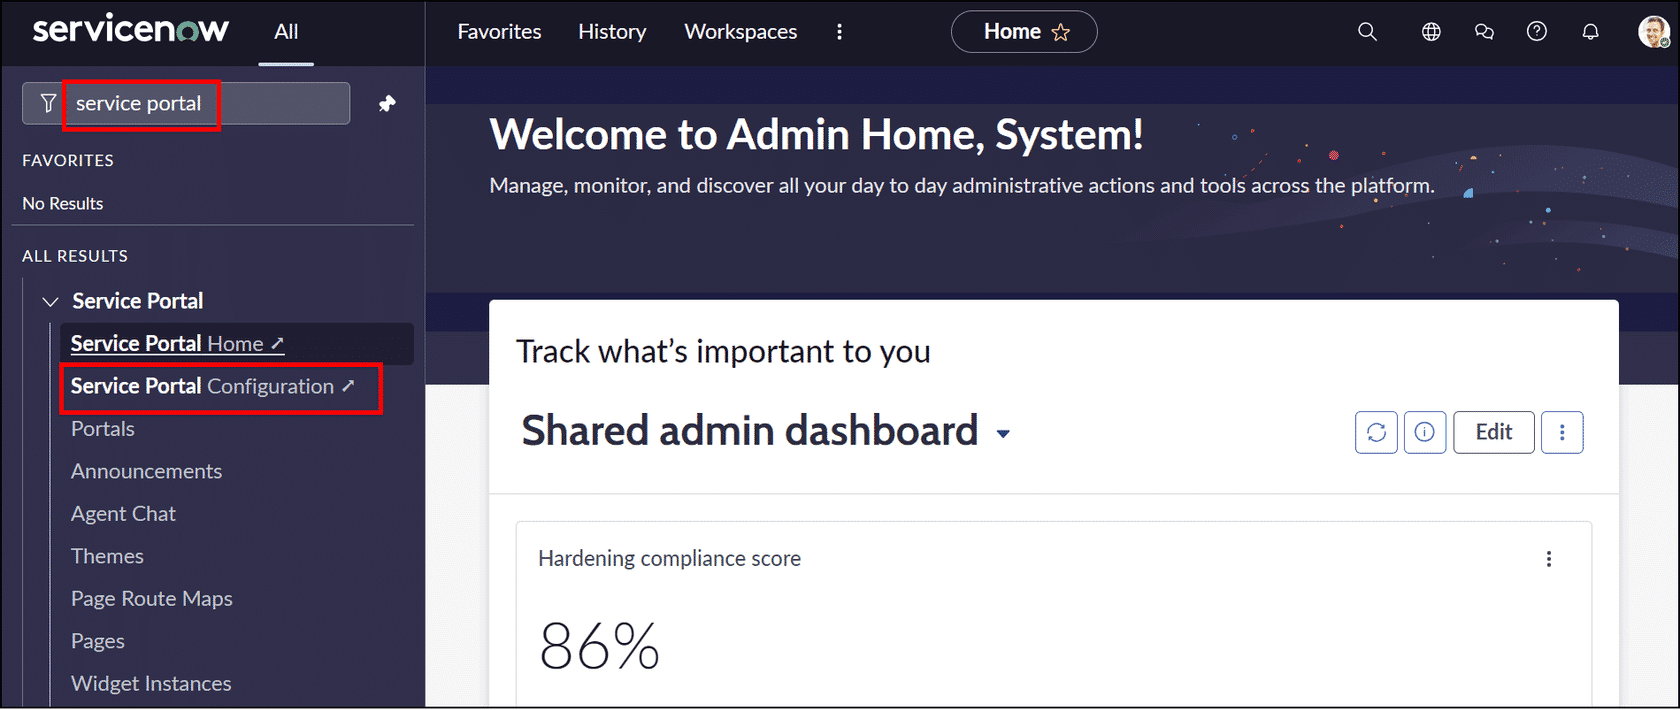 servicenow
All
Favorites
History
Workspaces
Home
service portal
FAVORITES
No Results
ALL RESULTS
Service Portal
Service Portal Home
Service Portal Configuration
Portals
Announcements
Agent Chat
Themes
Page Route Maps
Pages
Widget Instances
Welcome to Admin Home, System!
Manage, monitor, and discover all your day to day administrative actions and tools across the platform.
Track what’s important to you
Shared admin dashboard
Edit
Hardening compliance score
86%